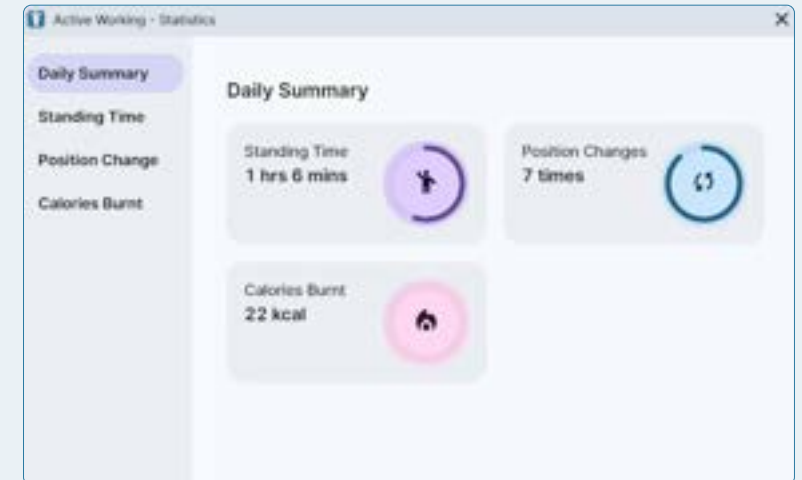 Active Working - Statistics
Daily Summary
Standing Time
Position Change
Calories Burnt
Daily Summary
Standing Time
1 hrs 6 mins
Position Changes
7 times
Calories Burnt
22 kcal